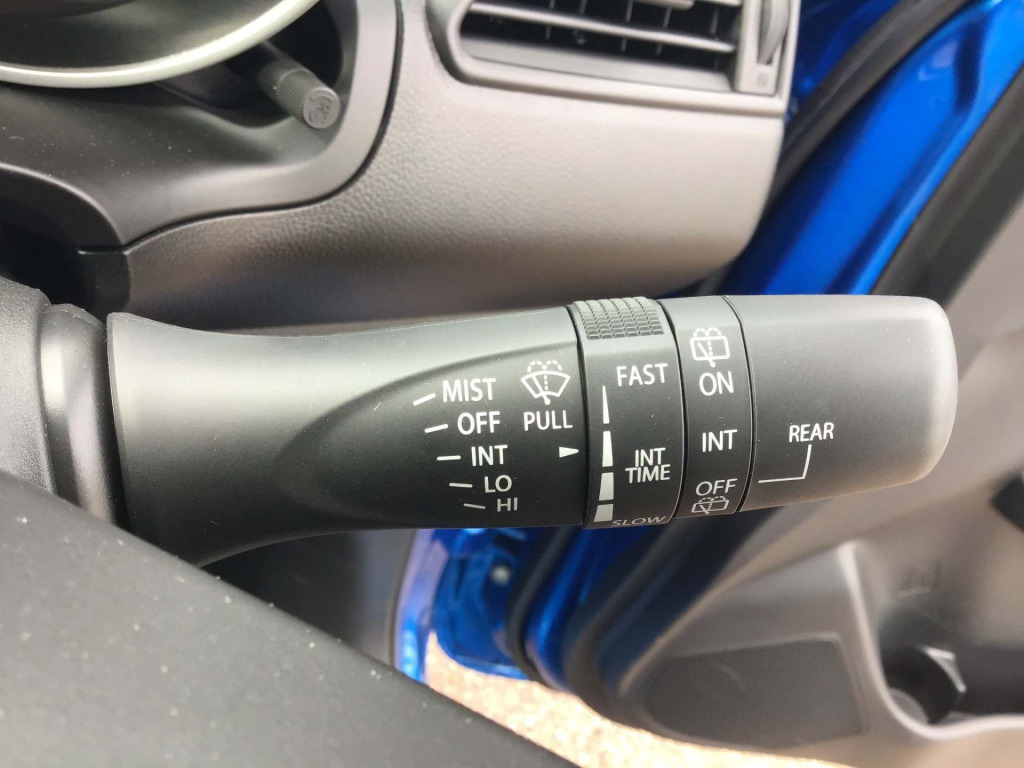 MIST
OFF
INT
LO
HI
PULL
FAST
INT
TIME
SLOW
ON
INT
OFF
REAR